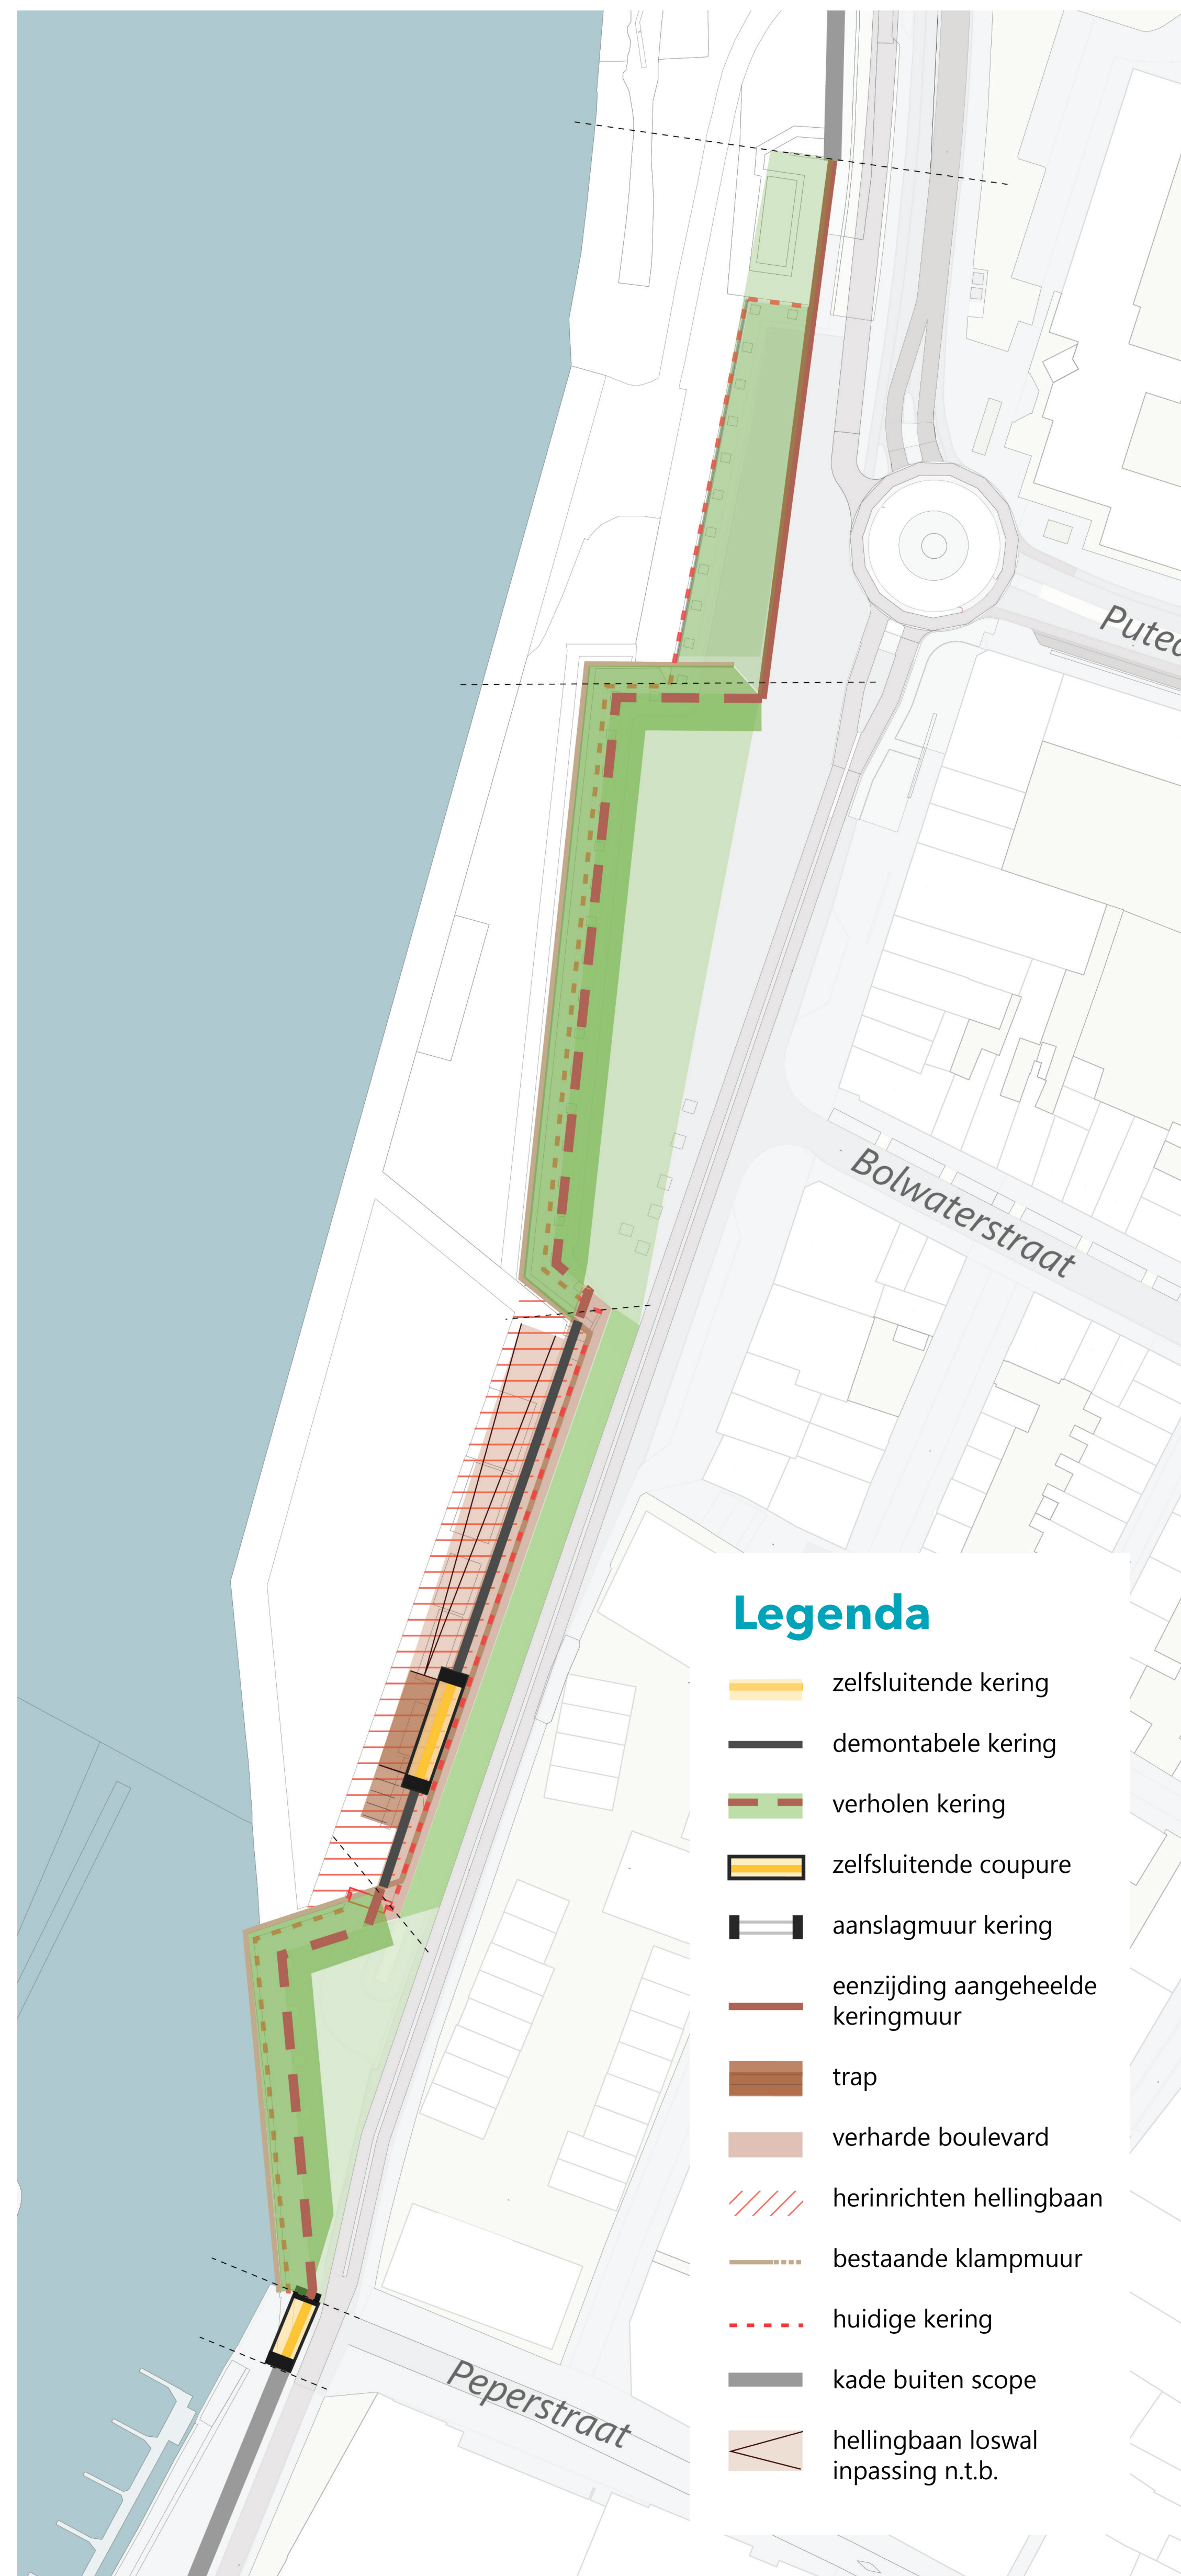 Bolwaterstraat
Legenda
zelfsluitende kering
demontabele kering
verholen kering
zelfsluitende coupure
aanslagmuur kering
eenzijding aangeheelde
keringmuur
trap
verharde boulevard
herinrichten hellingbaan
bestaande klampmuur
huidige kering
kade buiten scope
hellingbaan loswal
inpassing n.t.b.
Peperstraat